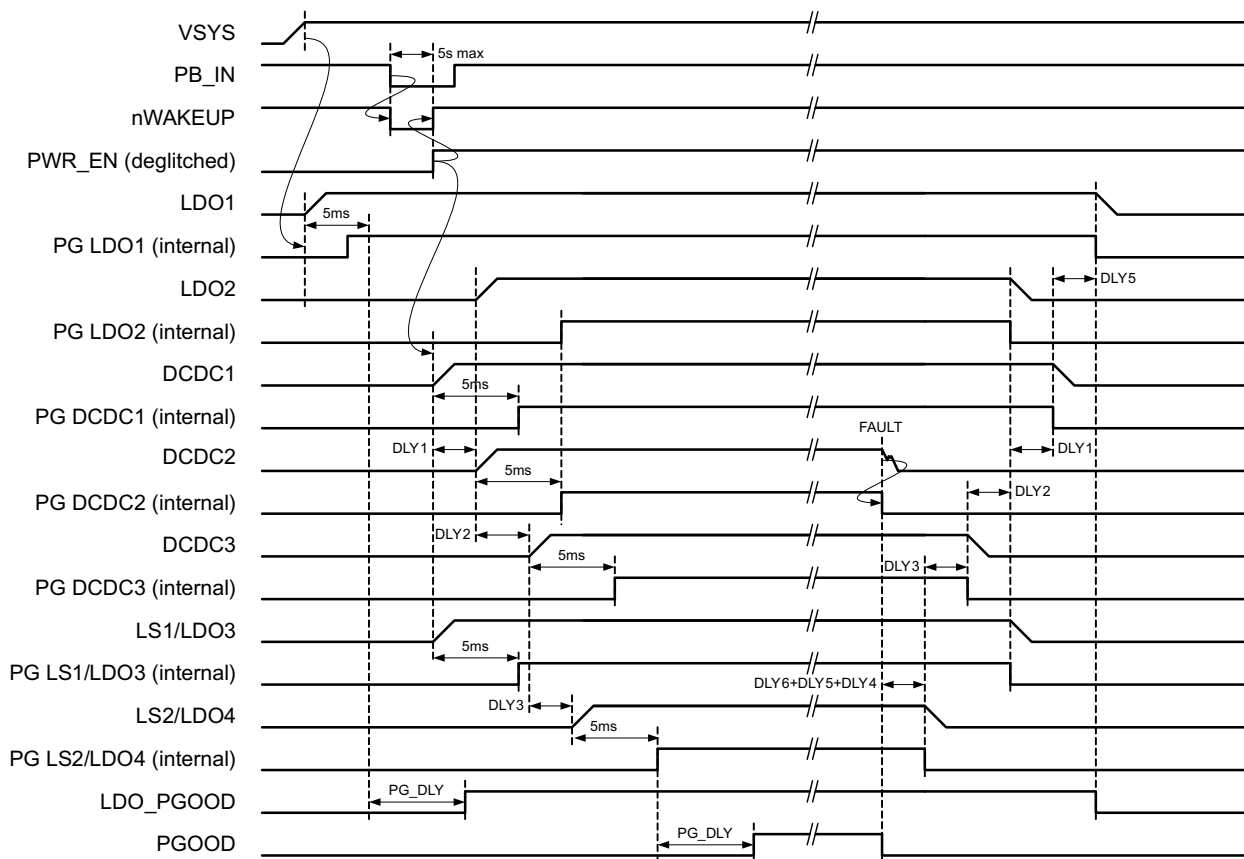 VSYS
5s max
PB_IN
nWAKEUP
PWR_EN (deglitched)
LDO1
5ms
PG LDO1 (internal)
LDO2
DLY5
PG LDO2 (internal)
DCDC1
5ms
PG DCDC1 (internal)
FAULT
DLY1
DLY1
DCDC2
5ms
DLY2
PG DCDC2 (internal)
DLY2
DCDC3
5ms
DLY3
PG DCDC3 (internal)
LS1/LDO3
5ms
PG LS1/LDO3 (internal)
DLY6+DLY5+DLY4
DLY3
LS2/LDO4
5ms
PG LS2/LDO4 (internal)
PG_DLY
LDO_PGOOD
PG_DLY
PGOOD